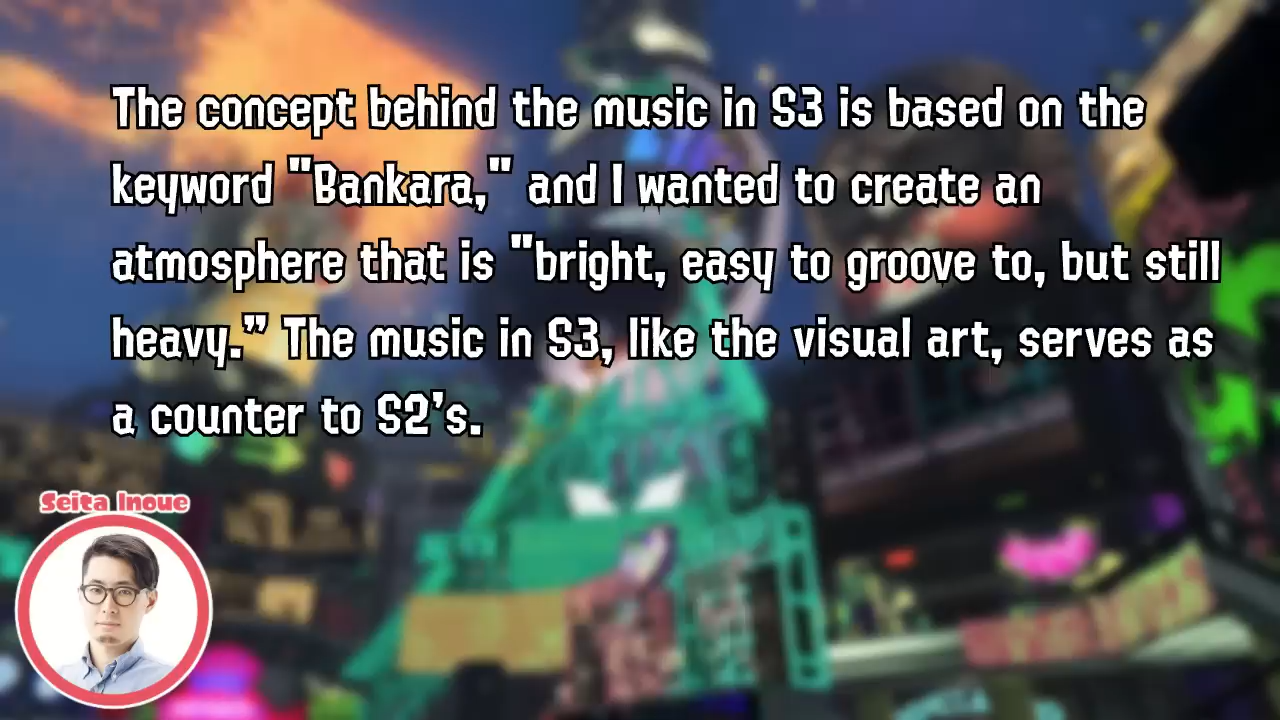 The concept behind the music in S3 is based on the
keyword "Bankara," and I wanted to create an
atmosphere that is "bright, easy to groove to, but still
heavy.” The music in S3, like the visual art, serves as
a counter to S2’s.
Seita Inoue